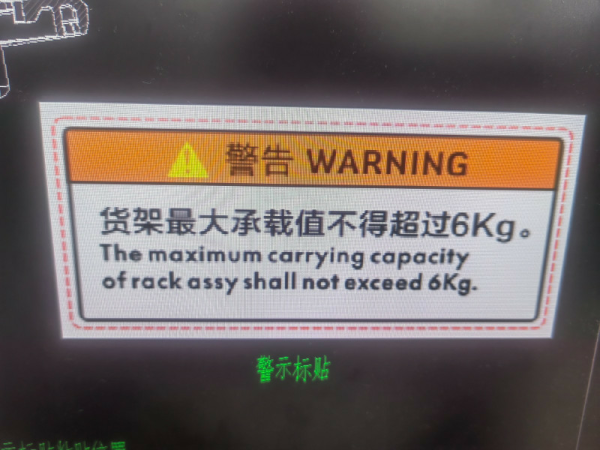 警告 WARNING
货架最大承载值不得超过6Kg。
The maximum carrying capacity
of rack assy shall not exceed 6Kg.
警示标贴